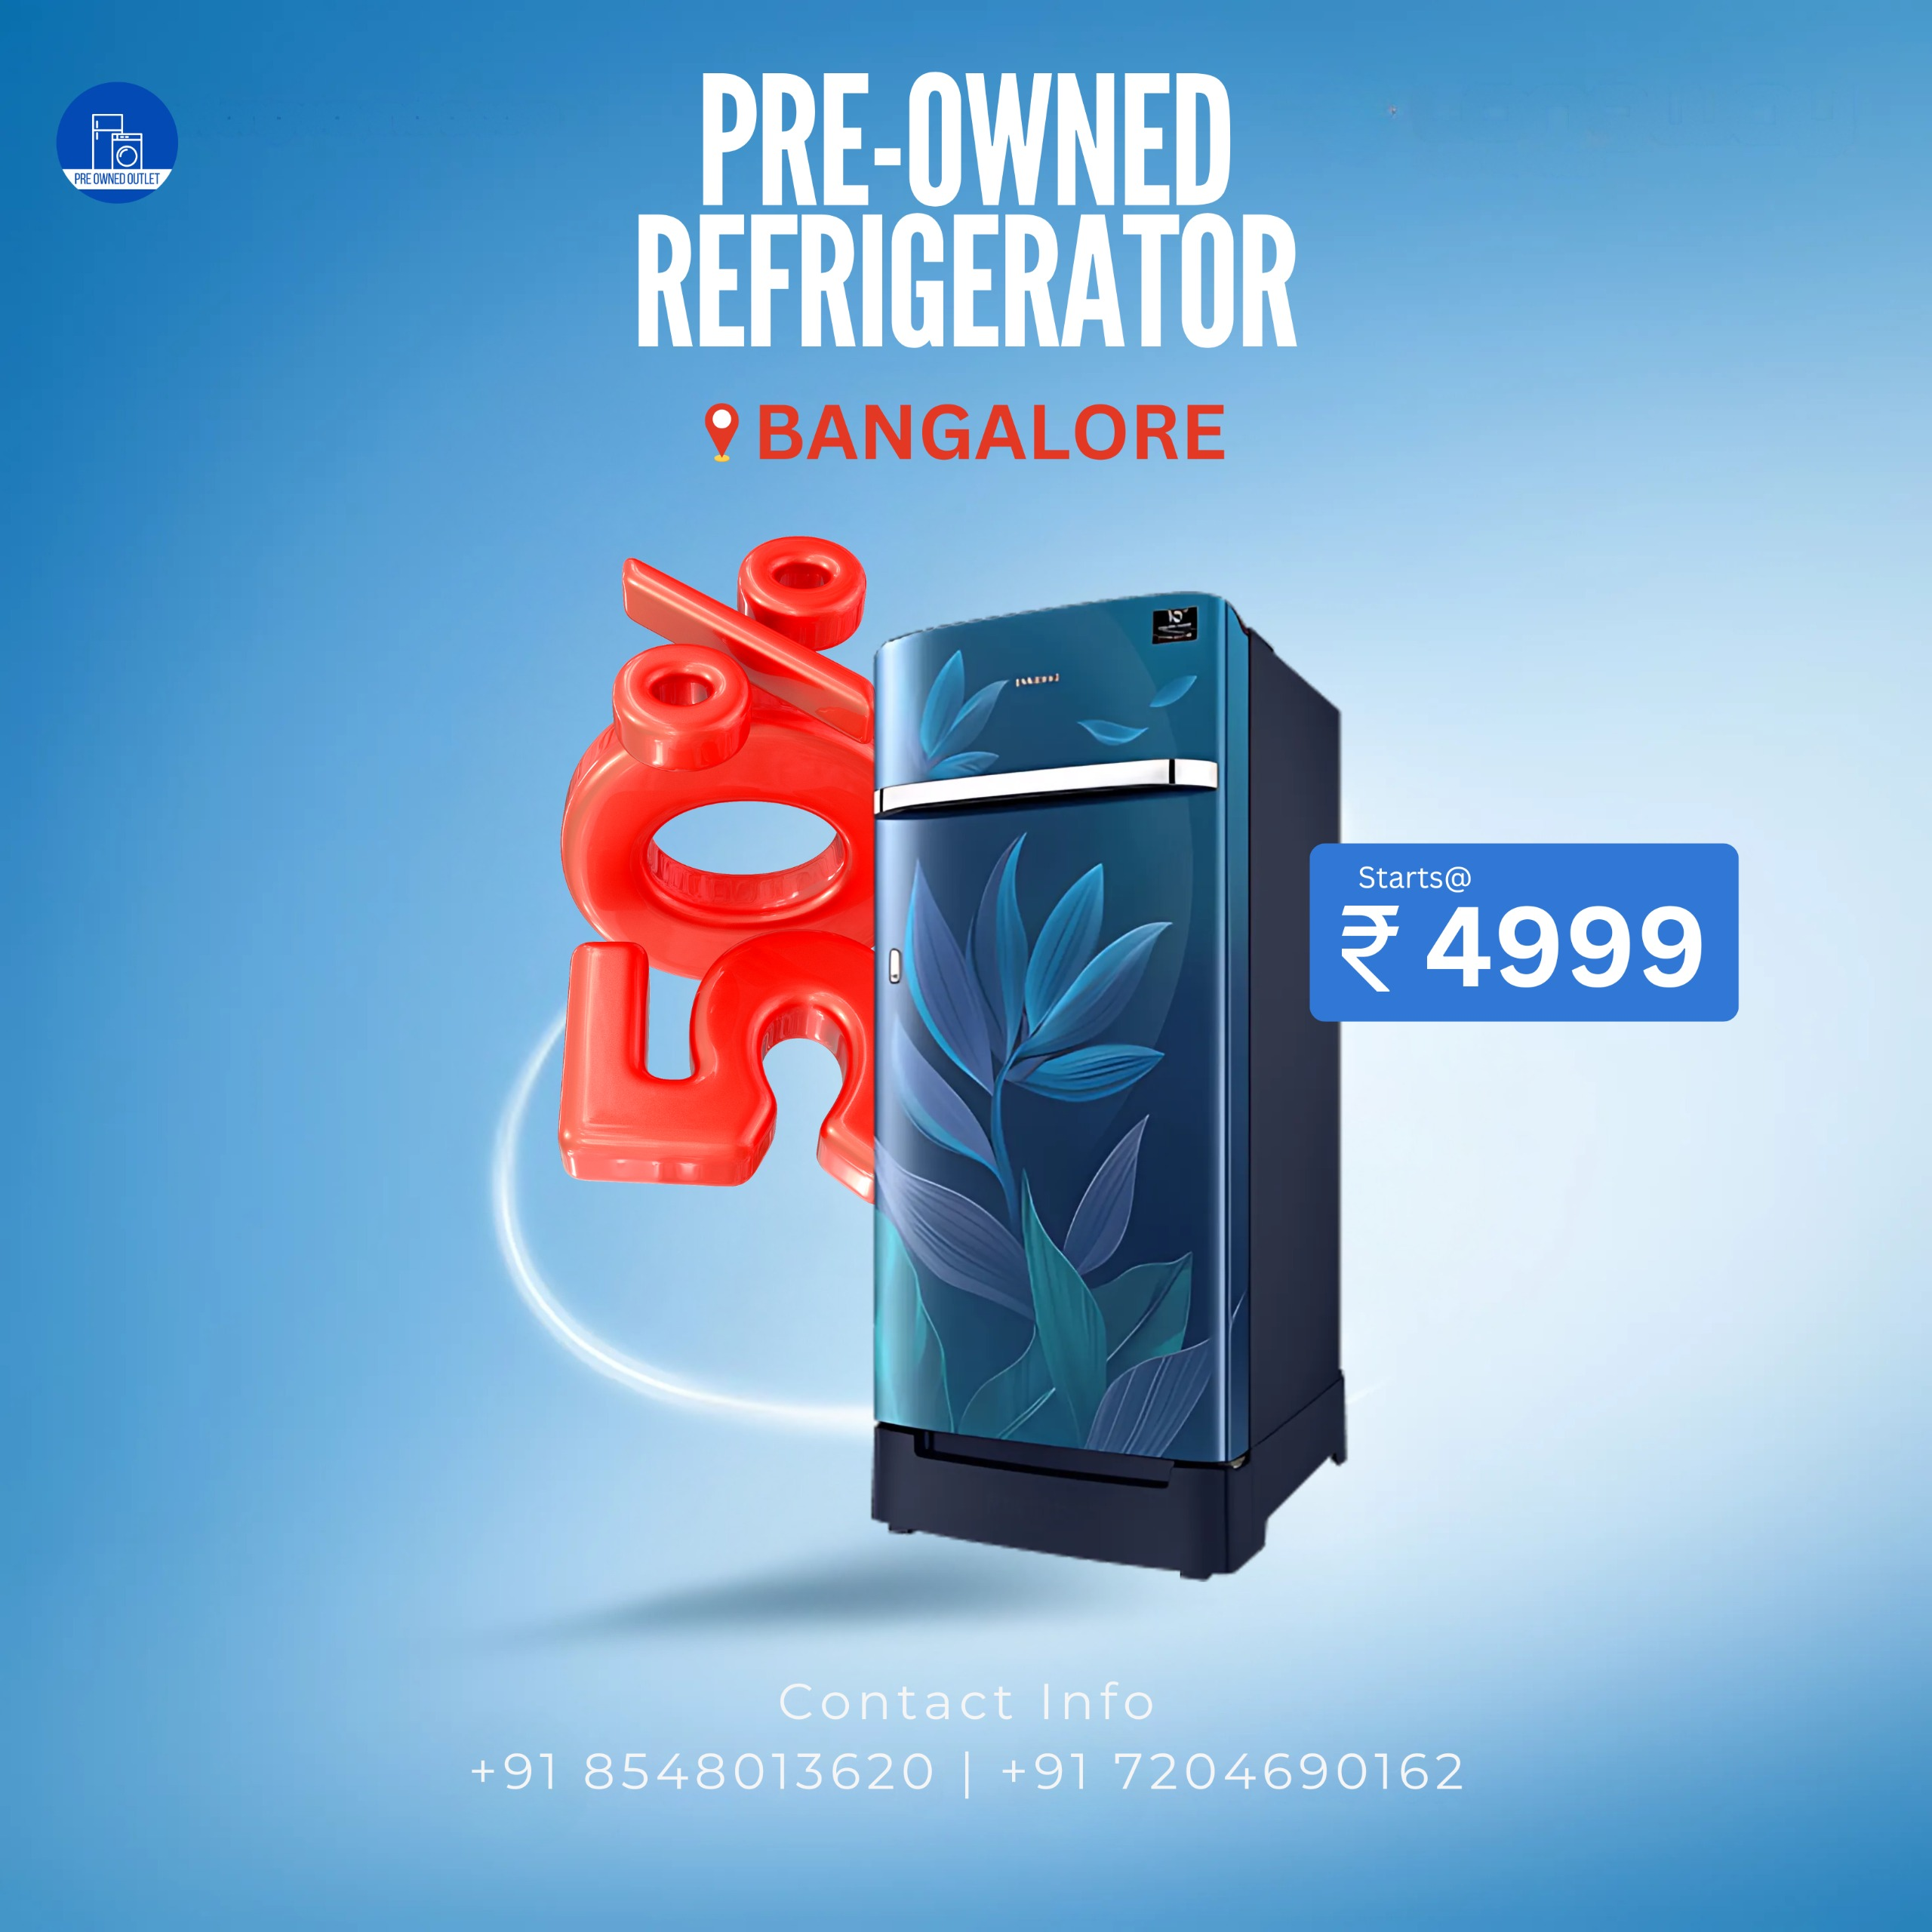 PRE OWNED OUTLET
PRE-OWNED
REFRIGERATOR
BANGALORE
50%
Starts@
₹ 4999
Contact Info
+91 8548013620 | +91 7204690162